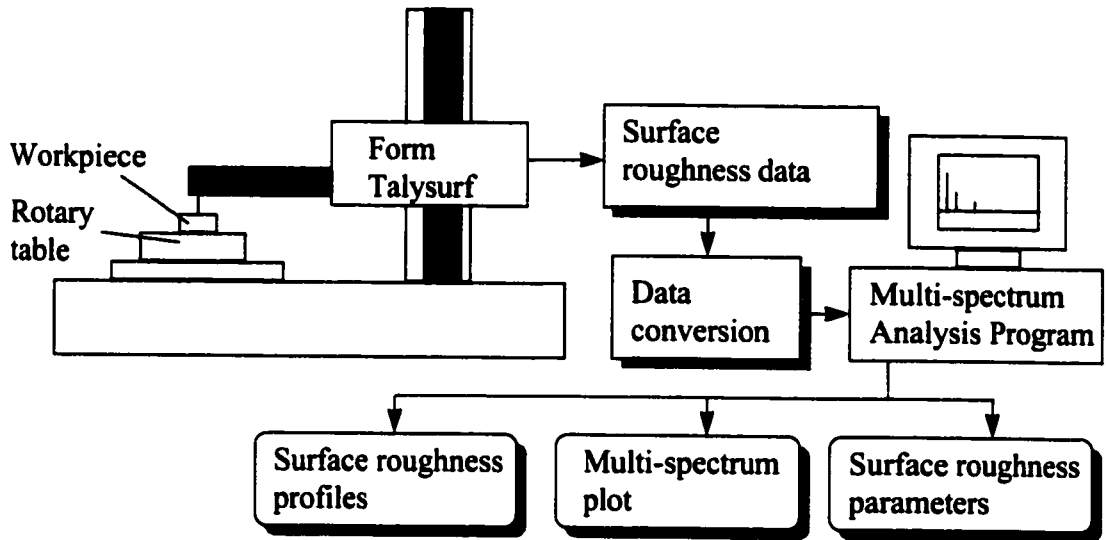 Workpiece
Rotary
table
Form
Talysurf
Surface
roughness data
Data
conversion
Multi-spectrum
Analysis Program
Surface roughness
profiles
Multi-spectrum
plot
Surface roughness
parameters